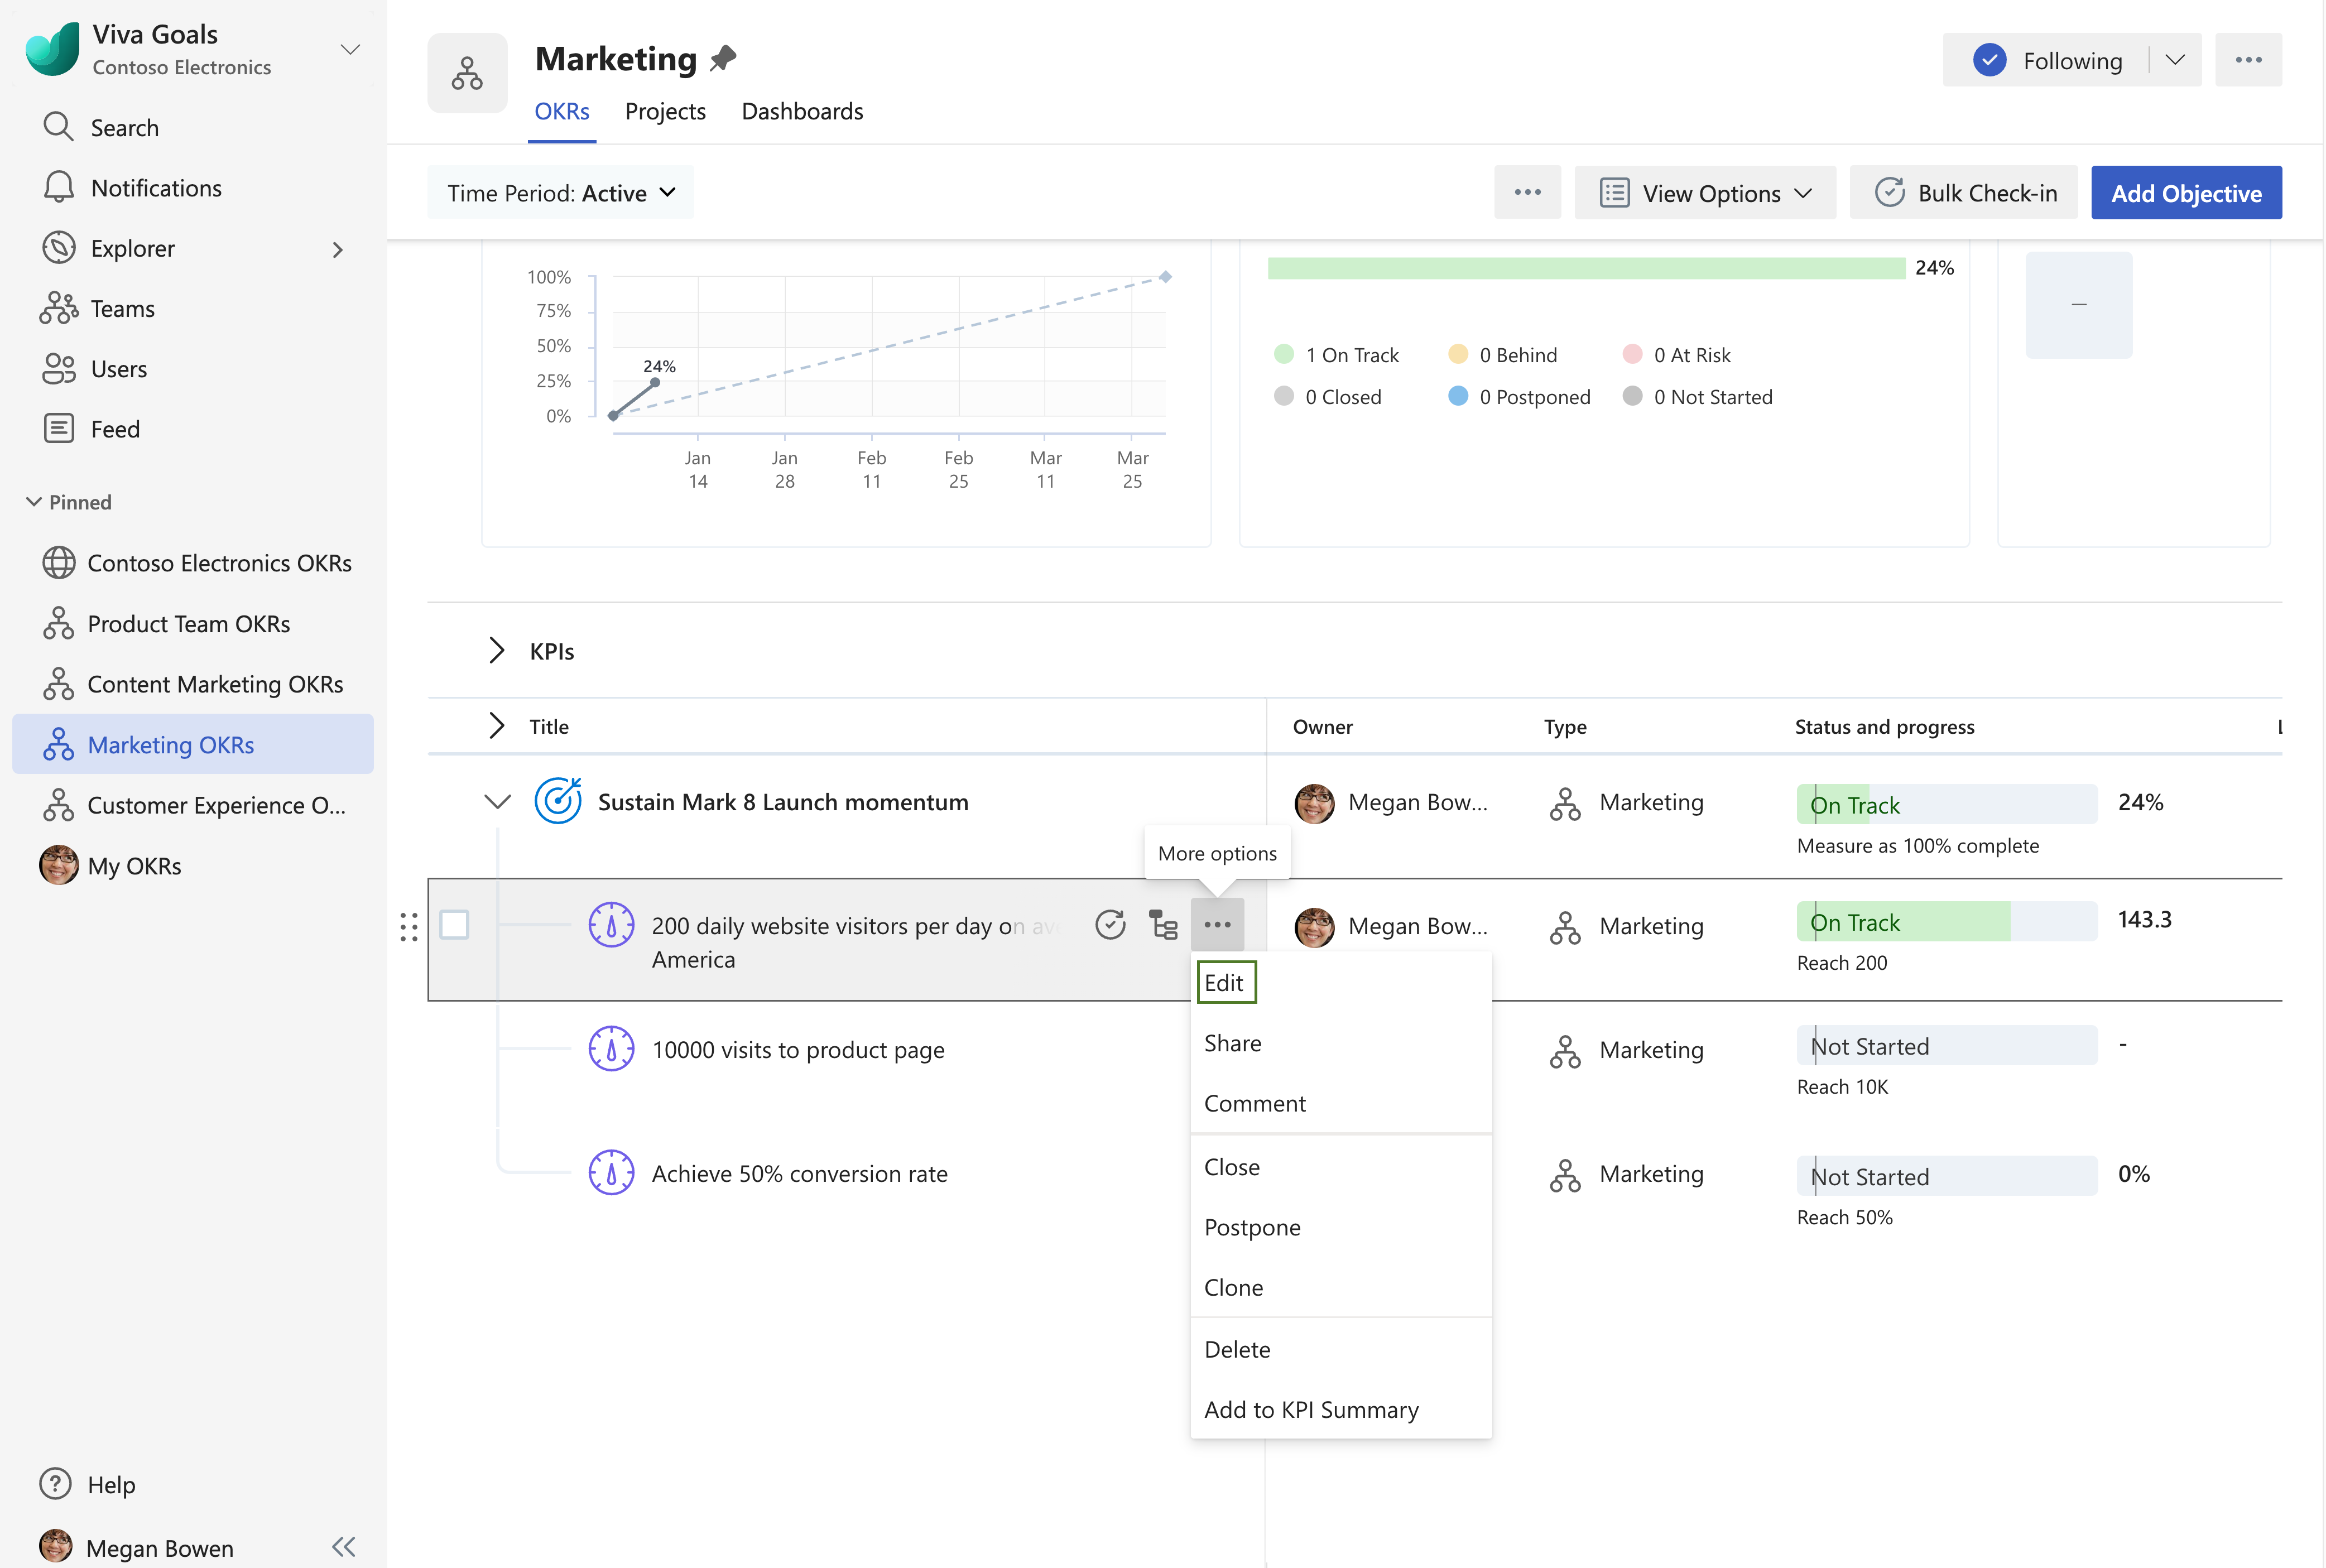 Viva Goals
Contoso Electronics
Search
Notifications
Explorer
Teams
Users
Feed
Pinned
Contoso Electronics OKRs
Product Team OKRs
Content Marketing OKRs
Marketing OKRs
Customer Experience O...
My OKRs
Help
Megan Bowen
Marketing
OKRs Projects Dashboards
Following
Time Period: Active
View Options
Bulk Check-in
Add Objective
100%
75%
50%
25%
0%
24%
Jan 14
Jan 28
Feb 11
Feb 25
Mar 11
Mar 25
24%
1 On Track 0 Behind 0 At Risk
0 Closed 0 Postponed 0 Not Started
KPIs
Title Owner Type Status and progress
Sustain Mark 8 Launch momentum Megan Bow... Marketing On Track 24%
Measure as 100% complete
More options
200 daily website visitors per day on Megan Bow... Marketing On Track 143.3
America
Reach 200
Edit
Share
Comment
Close
Postpone
Clone
Delete
Add to KPI Summary
10000 visits to product page Marketing Not Started -
Reach 10K
Achieve 50% conversion rate Marketing Not Started 0%
Reach 50%